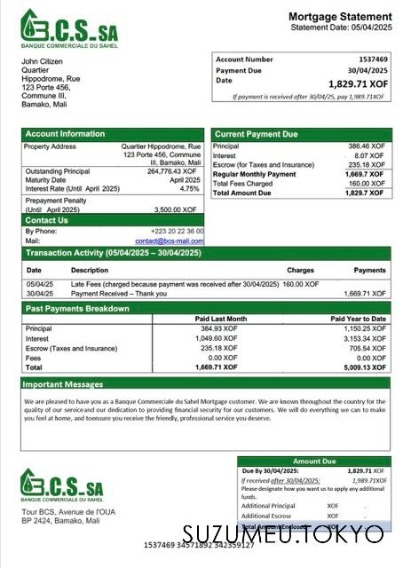 B.C.S_SA
BANQUE COMMERCIALE DU SAHEL
Mortgage Statement
Statement Date: 05/04/2025
John Citizen
Quartier
Hippodrome, Rue
123 Porte 456,
Commune III,
Bamako, Mali
Account Number 1537469
Payment Due 30/04/2025
Date 1,829.71 XOF
If payment is received after 30/04/25, pay 1,989.71XOF
Account Information
Property Address Quartier Hippodrome, Rue
123 Porte 456, Commune
III, Bamako, Mali
Outstanding Principal 264,776.43 XOF
Maturity Date April 2025
Interest Rate (Until April 2025) 4.75%
Prepayment Penalty
(Until April 2025) 3,500.00 XOF
Contact Us
By Phone: +223 20 22 36 00
Mail: contact@bcs-mali.com
Current Payment Due
Principal 386.46 XOF
Interest 8.07 XOF
Escrow (for Taxes and Insurance) 235.18 XOF
Regular Monthly Payment 1,669.7 XOF
Total Fees Charged 160.00 XOF
Total Amount Due 1,829.7 XOF
Transaction Activity (05/04/2025 – 30/04/2025)
Date Description Charges Payments
05/04/25 Late Fees (charged because payment was received after 30/04/2025) 160.00 XOF
30/04/25 Payment Received – Thank you 1,669.71 XOF
Past Payments Breakdown
Paid Last Month Paid Year to Date
Principal 384.93 XOF 1,150.25 XOF
Interest 1,049.60 XOF 3,153.34 XOF
Escrow (Taxes and Insurance) 235.18 XOF 705.54 XOF
Fees 0.00 XOF 0.00 XOF
Total 1,669.71 XOF 5,009.13 XOF
Important Messages
We are pleased to have you as a Banque Commerciale du Sahel Mortgage customer. We are known throughout the country for the
quality of our service and our dedication to providing financial security for our customers. We will do everything we can to make
you feel at home, and to ensure you receive the friendly, professional service you deserve.
B.C.S_SA
BANQUE COMMERCIALE DU SAHEL
Tour BCS, Avenue de l'OUA
BP 2424, Bamako, Mali
Amount Due
Due By 30/04/2025: 1,829.71 XOF
If received after 30/04/2025: 1,989.71XOF
Please designate how you want us to apply any additional
funds.
Additional Principal XOF
Additional Escrow XOF
Total Amount Enclosed XOF
SUZUMEU.TOKYO
1537469 34571892 342359127